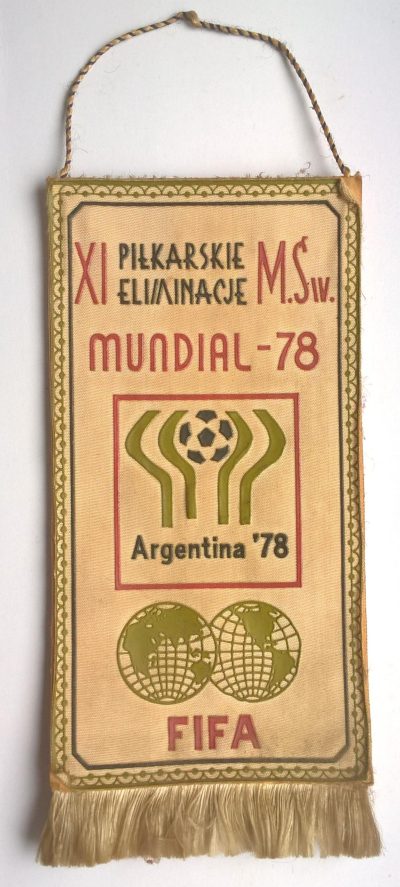 XI PIŁKARSKIE ELIMINACJE M.ŚW.
MUNDIAL-78
Argentina '78
FIFA